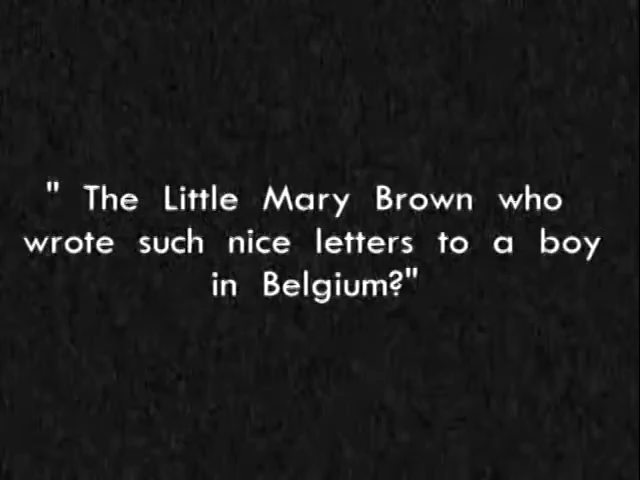 " The Little Mary Brown who
wrote such nice letters to a boy
in Belgium?"